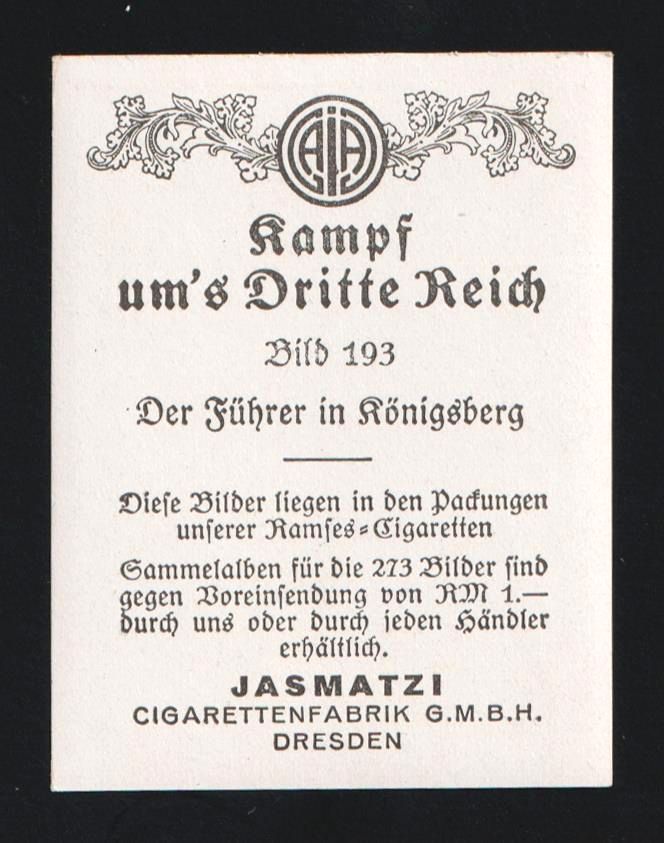 Kampf
um's Dritte Reich
Bild 193
Der Führer in Königsberg
Diese Bilder liegen in den Packungen
unserer Ramses-Cigaretten
Sammelalben für die 273 Bilder sind
gegen Voreinsendung von RM 1.—
durch uns oder durch jeden Händler
erhältlich.
JASMATZI
CIGARETTENFABRIK G.M.B.H.
DRESDEN